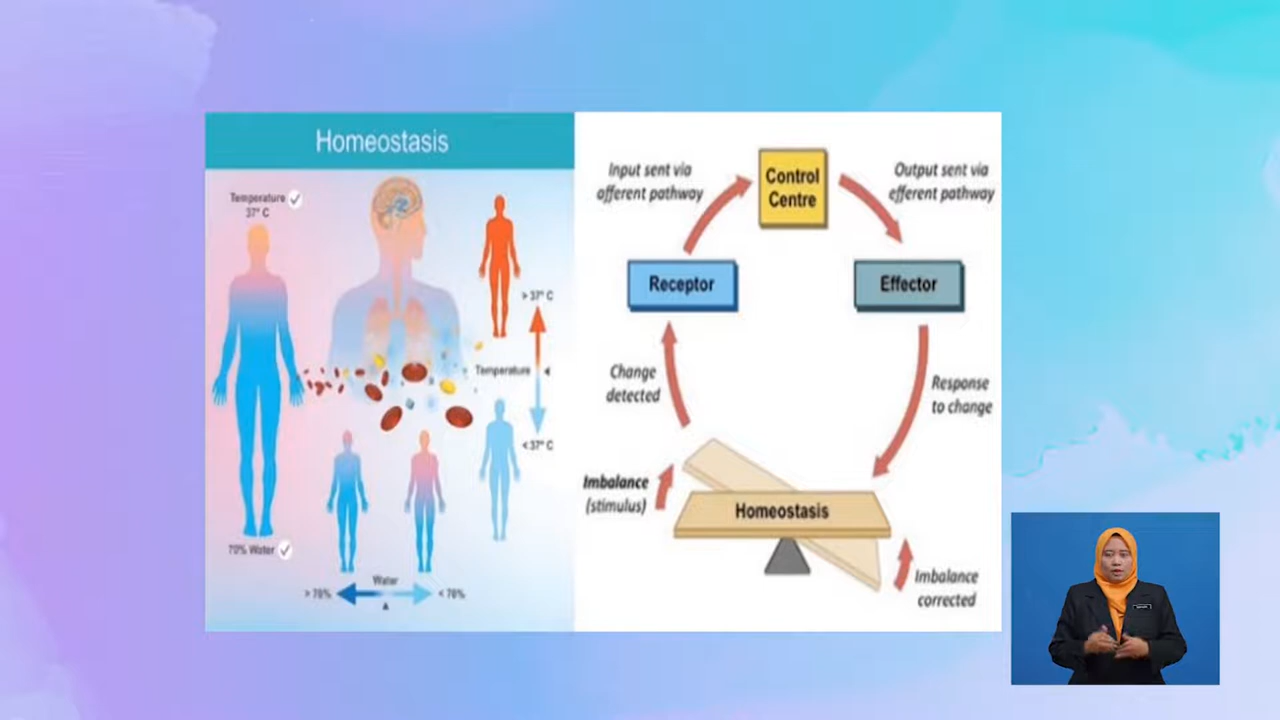 Homeostasis
Temperature
37° C
> 37° C
Temperature
< 37° C
70% Water
Water
> 70%
< 70%
Input sent via
afferent pathway
Control
Centre
Output sent via
efferent pathway
Receptor
Effector
Change
detected
Response
to change
Imbalance
(stimulus)
Homeostasis
Imbalance
corrected